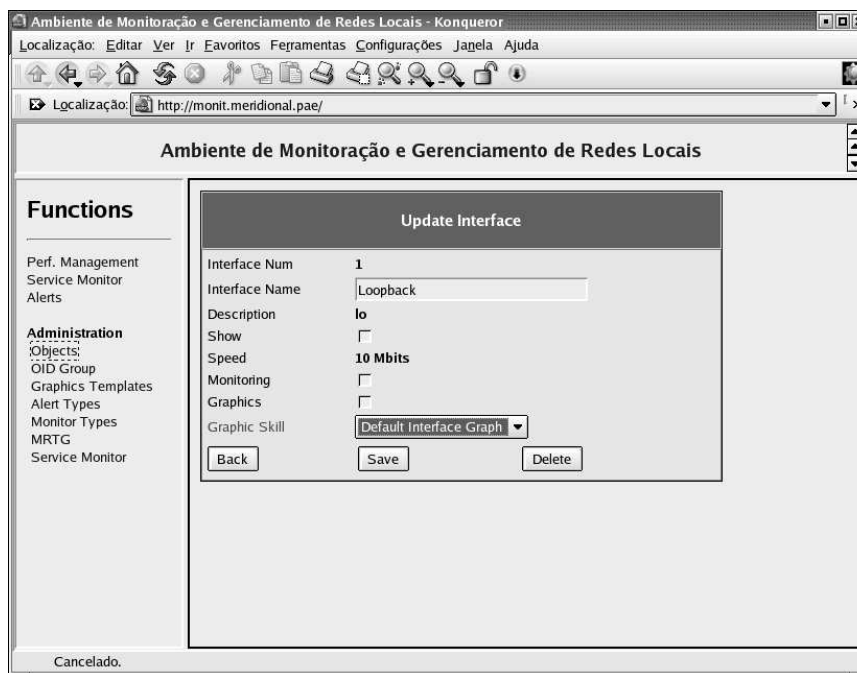 Ambiente de Monitoração e Gerenciamento de Redes Locais - Konqueror
Localização: Editar Ver Ir Favoritos Ferramentas Configurações Janela Ajuda
Localização: http://monit.meridional.pae/
Ambiente de Monitoração e Gerenciamento de Redes Locais
Functions
Perf. Management
Service Monitor
Alerts
Administration
Objects
OID Group
Graphics Templates
Alert Types
Monitor Types
MRTG
Service Monitor
Update Interface
Interface Num 1
Interface Name Loopback
Description lo
Show
Speed 10 Mbits
Monitoring
Graphics
Graphic Skill Default Interface Graph
Back Save Delete
Cancelado.